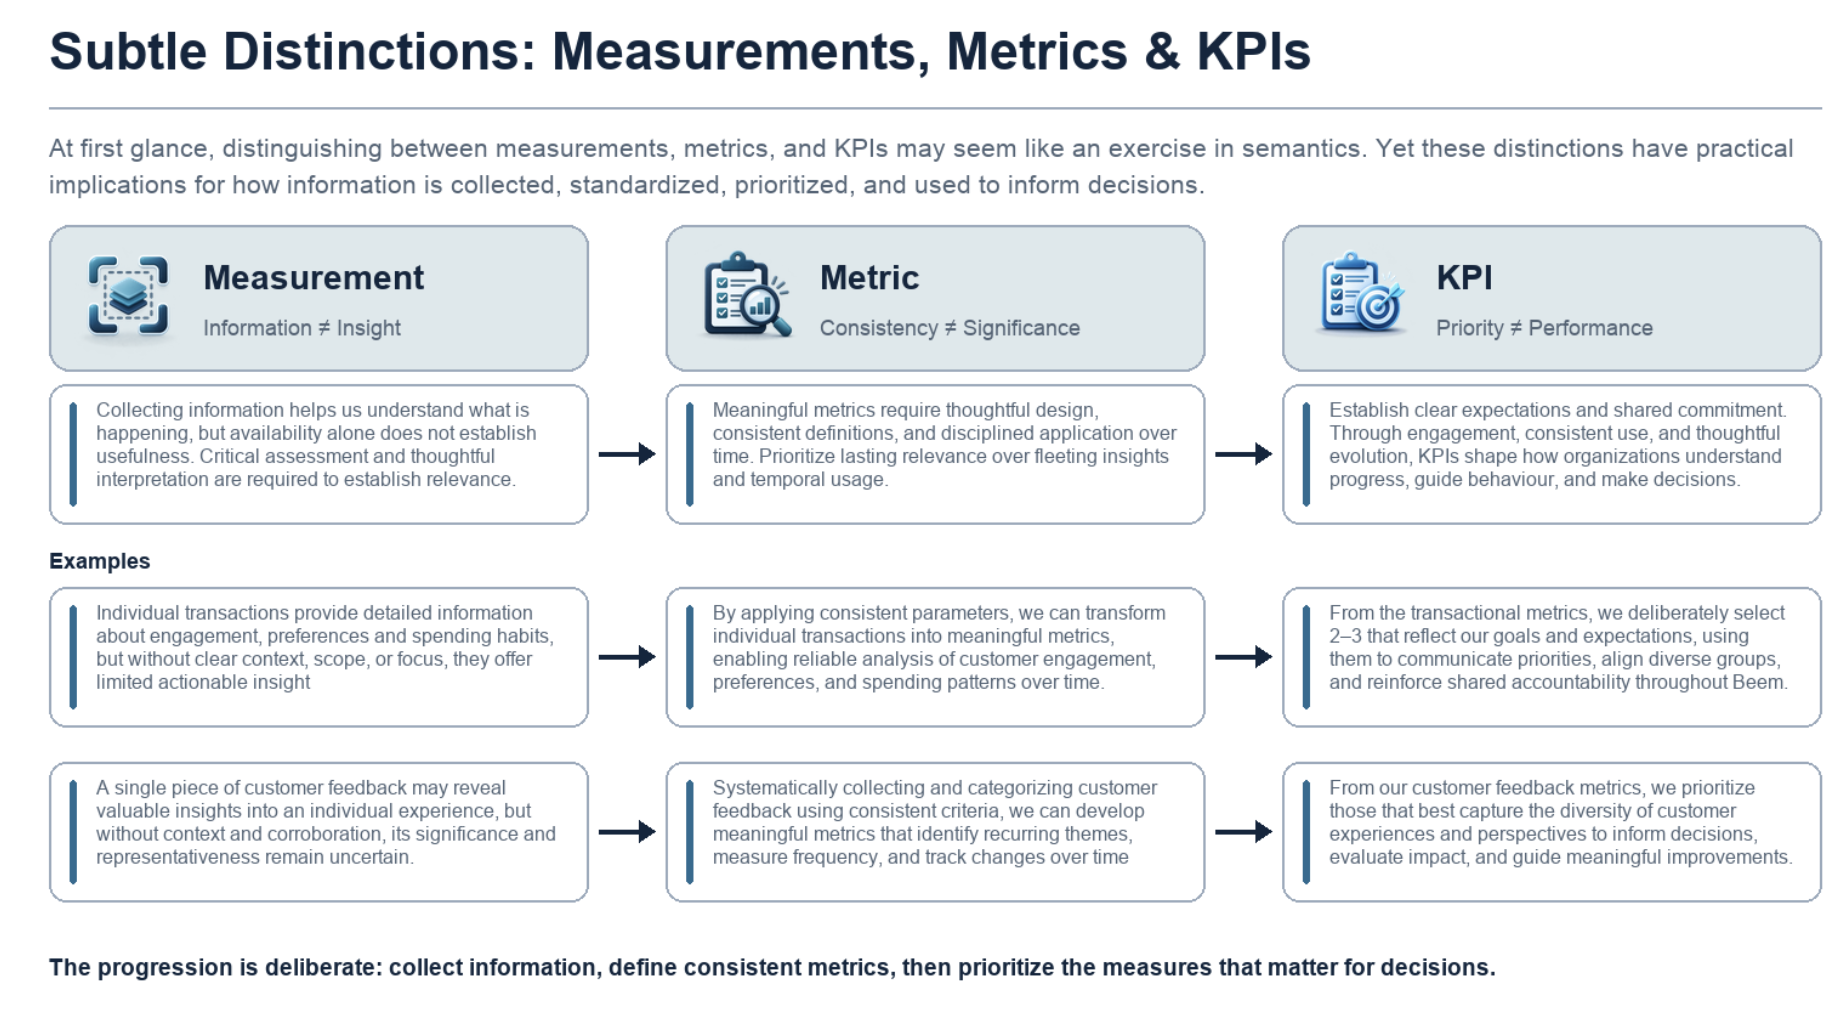 Subtle Distinctions: Measurements, Metrics & KPIs
At first glance, distinguishing between measurements, metrics, and KPIs may seem like an exercise in semantics. Yet these distinctions have practical
implications for how information is collected, standardized, prioritized, and used to inform decisions.
Measurement
Information ≠ Insight
Metric
Consistency ≠ Significance
KPI
Priority ≠ Performance
Collecting information helps us understand what is
happening, but availability alone does not establish
usefulness. Critical assessment and thoughtful
interpretation are required to establish relevance.
Meaningful metrics require thoughtful design,
consistent definitions, and disciplined application over
time. Prioritize lasting relevance over fleeting insights
and temporal usage.
Establish clear expectations and shared commitment.
Through engagement, consistent use, and thoughtful
evolution, KPIs shape how organizations understand
progress, guide behaviour, and make decisions.
Examples
Individual transactions provide detailed information
about engagement, preferences and spending habits,
but without clear context, scope, or focus, they offer
limited actionable insight
By applying consistent parameters, we can transform
individual transactions into meaningful metrics,
enabling reliable analysis of customer engagement,
preferences, and spending patterns over time.
From the transactional metrics, we deliberately select
2–3 that reflect our goals and expectations, using
them to communicate priorities, align diverse groups,
and reinforce shared accountability throughout Beem.
A single piece of customer feedback may reveal
valuable insights into an individual experience, but
without context and corroboration, its significance and
representativeness remain uncertain.
Systematically collecting and categorizing customer
feedback using consistent criteria, we can develop
meaningful metrics that identify recurring themes,
measure frequency, and track changes over time
From our customer feedback metrics, we prioritize
those that best capture the diversity of customer
experiences and perspectives to inform decisions,
evaluate impact, and guide meaningful improvements.
The progression is deliberate: collect information, define consistent metrics, then prioritize the measures that matter for decisions.